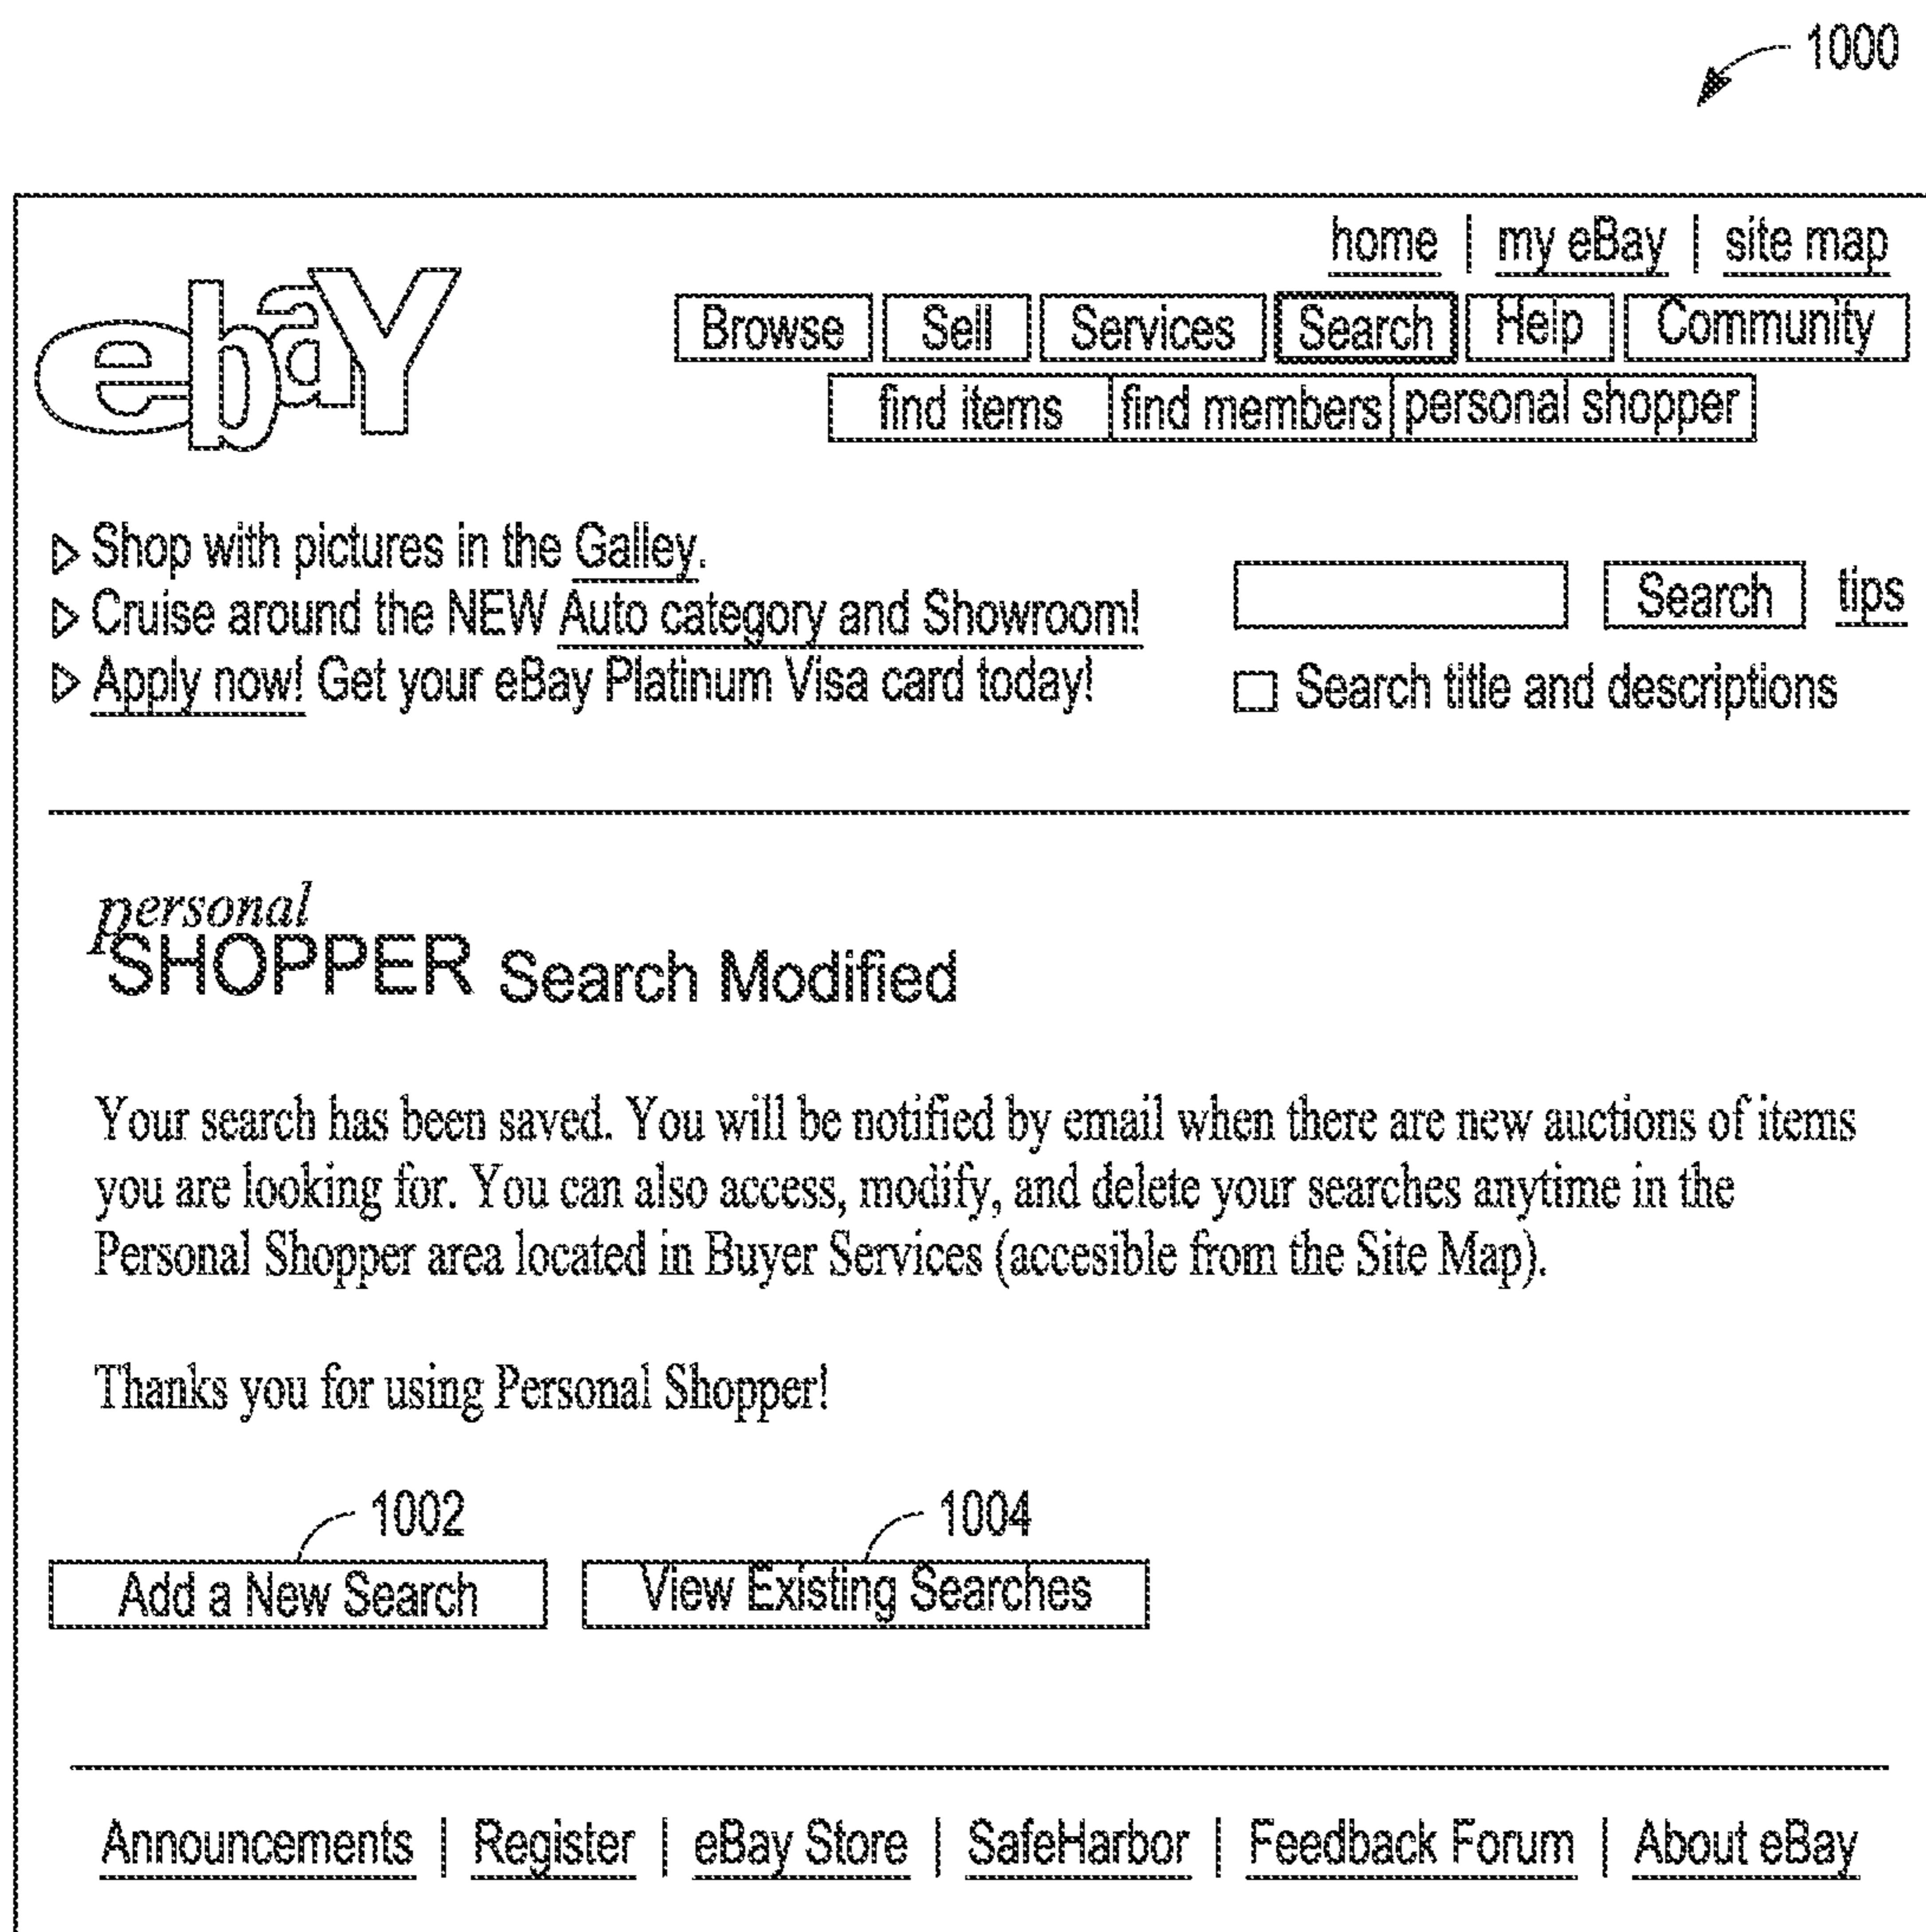 1000
home | my eBay | site map
ebaY
Browse Sell Services Search Help Community
find items find members personal shopper
Shop with pictures in the Galley.
Cruise around the NEW Auto category and Showroom!
Apply now! Get your eBay Platinum Visa card today!
Search tips
Search title and descriptions
personal
SHOPPER Search Modified
Your search has been saved. You will be notified by email when there are new auctions of items
you are looking for. You can also access, modify, and delete your searches anytime in the
Personal Shopper area located in Buyer Services (accesible from the Site Map).
Thanks you for using Personal Shopper!
1002 1004
Add a New Search View Existing Searches
Announcements | Register | eBay Store | SafeHarbor | Feedback Forum | About eBay